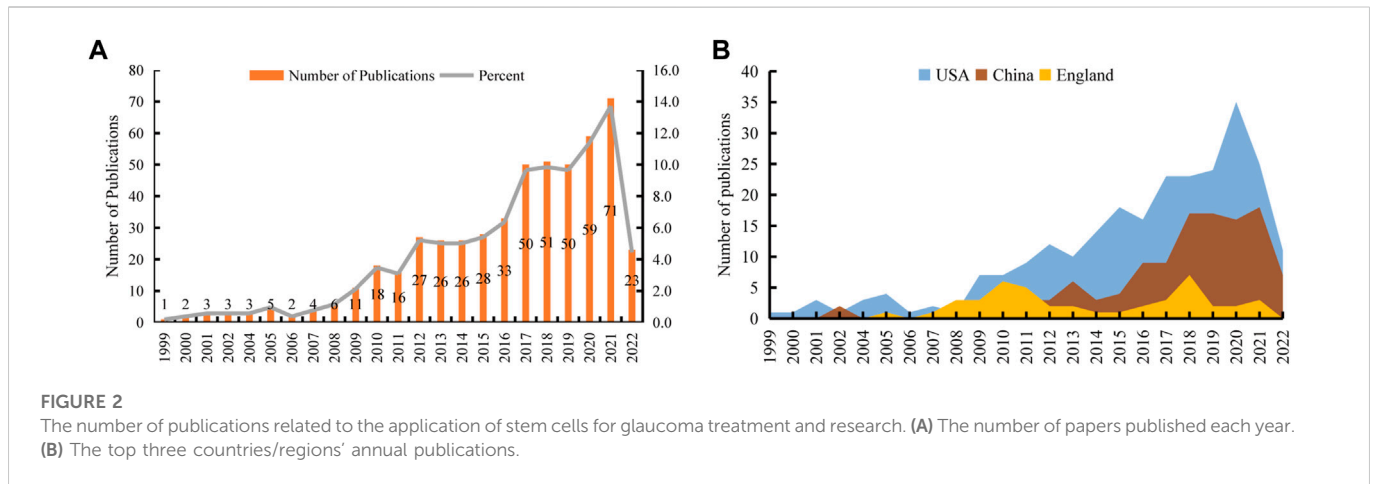 A
B
Number of Publications Percent
USA China England
Number of Publications
80
70
60
50
40
30
20
10
0
16.0
14.0
12.0
10.0
8.0
6.0
4.0
2.0
0.0
1 2 3 3 3 5 2 4 6 11 18 16 27 26 26 28 33 50 51 50 59 71 23
1999 2000 2001 2002 2004 2005 2006 2007 2008 2009 2010 2011 2012 2013 2014 2015 2016 2017 2018 2019 2020 2021 2022
Number of publications
40
35
30
25
20
15
10
5
0
1999 2000 2001 2002 2004 2005 2006 2007 2008 2009 2010 2011 2012 2013 2014 2015 2016 2017 2018 2019 2020 2021 2022
FIGURE 2
The number of publications related to the application of stem cells for glaucoma treatment and research. (A) The number of papers published each year.
(B) The top three countries/regions’ annual publications.